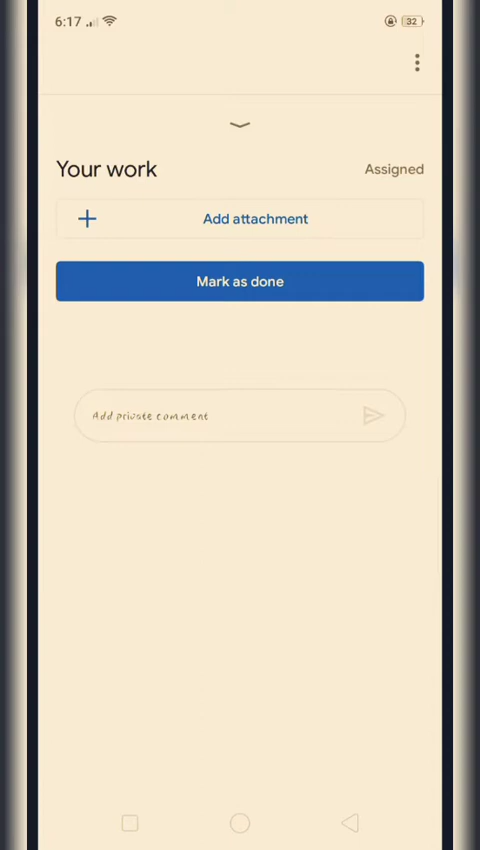 6:17
32
Your work
Assigned
Add attachment
Mark as done
Add private comment